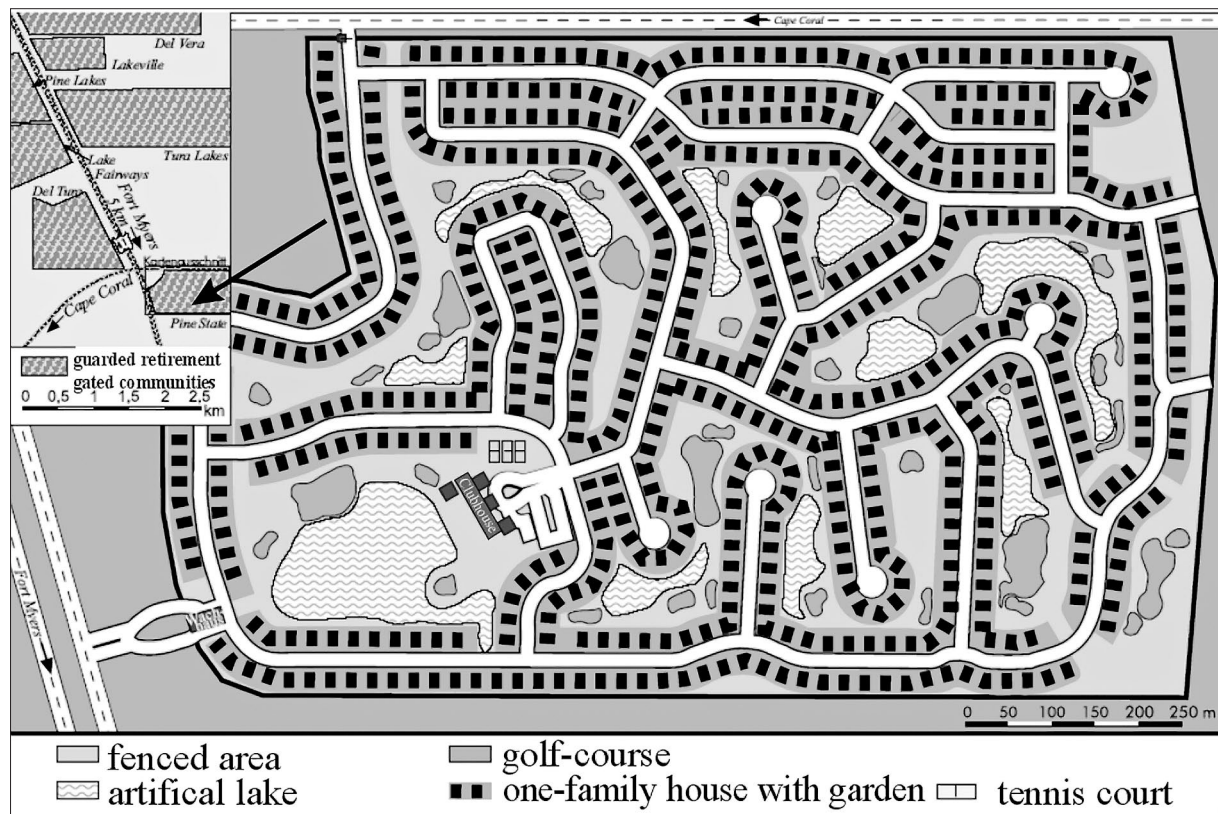 Cape Coral
Del Vera
Lakeville
Pine Lakes
Tura Lakes
Lake
Fairways
Del Tura
Fort Myers
5 km
Kartenausschnitt
Cape Coral
Pine State
guarded retirement
gated communities
0 0,5 1 1,5 2 2,5
km
Clubhouse
Fort Myers
0 50 100 150 200 250 m
fenced area
golf-course
artifical lake
one-family house with garden
tennis court